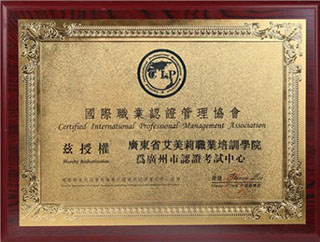 CLP
國際職業認證管理協會
Certified International Professional Management Association
茲授權
Hereby Authorization
廣東省艾美莉職業培訓學院
爲廣州市認證考試中心